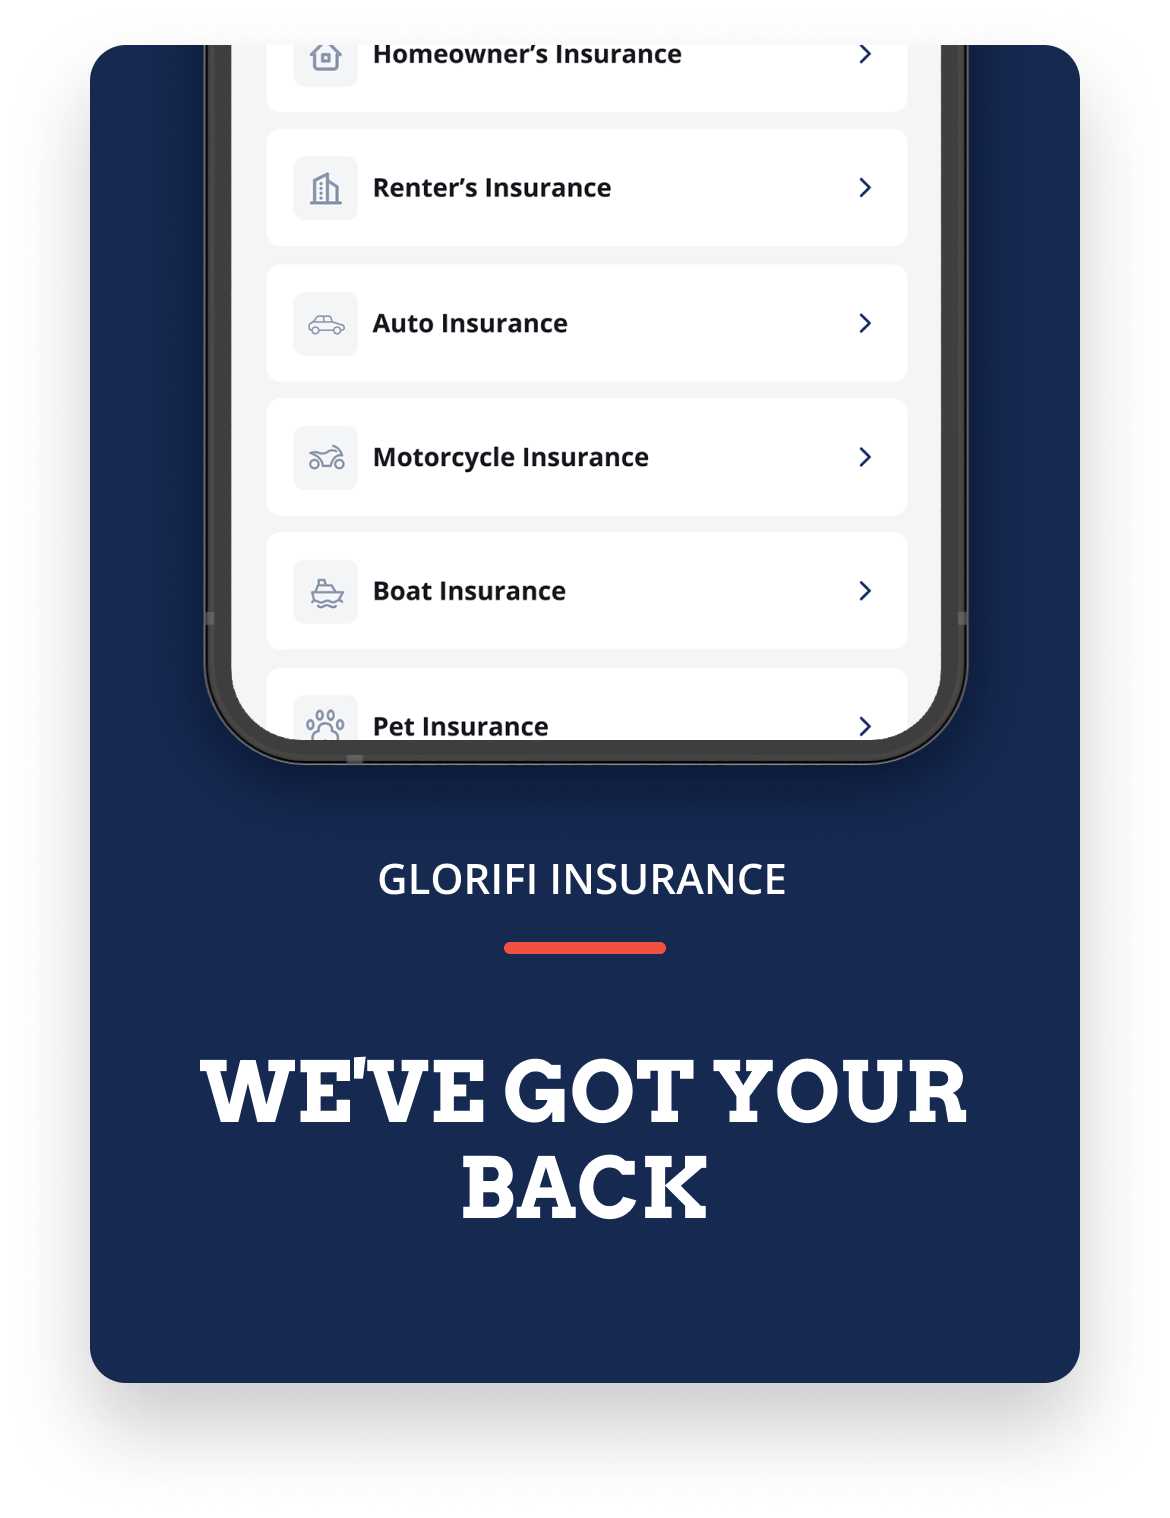 Homeowner’s Insurance
Renter’s Insurance
Auto Insurance
Motorcycle Insurance
Boat Insurance
Pet Insurance
GLORIFI INSURANCE
WE'VE GOT YOUR
BACK